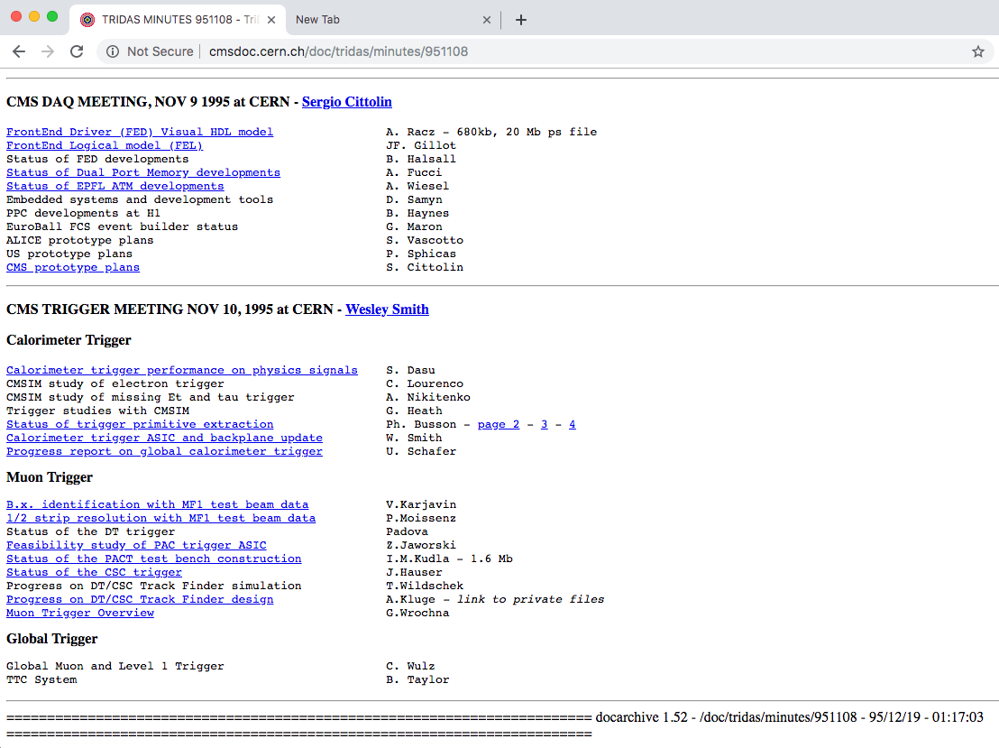 TRIDAS MINUTES 951108 - Tri
New Tab
Not Secure cmsdoc.cern.ch/doc/tridas/minutes/951108
CMS DAQ MEETING, NOV 9 1995 at CERN - Sergio Cittolin
FrontEnd Driver (FED) Visual HDL model A. Racz - 680kb, 20 Mb ps file
FrontEnd Logical model (FEL) JF. Gillot
Status of FED developments B. Halsall
Status of Dual Port Memory developments A. Fucci
Status of EPFL ATM developments A. Wiesel
Embedded systems and development tools D. Samyn
PPC developments at H1 B. Haynes
EuroBall FCS event builder status G. Maron
ALICE prototype plans S. Vascotto
US prototype plans P. Sphicas
CMS prototype plans S. Cittolin
CMS TRIGGER MEETING NOV 10, 1995 at CERN - Wesley Smith
Calorimeter Trigger
Calorimeter trigger performance on physics signals S. Dasu
CMSIM study of electron trigger C. Lourenco
CMSIM study of missing Et and tau trigger A. Nikitenko
Trigger studies with CMSIM G. Heath
Status of trigger primitive extraction Ph. Busson - page 2 - 3 - 4
Calorimeter trigger ASIC and backplane update W. Smith
Progress report on global calorimeter trigger U. Schafer
Muon Trigger
B.x. identification with MF1 test beam data V.Karjavin
1/2 strip resolution with MF1 test beam data P.Moissenz
Status of the DT trigger Padova
Feasibility study of PAC trigger ASIC Z.Jaworski
Status of the PACT test bench construction I.M.Kudla - 1.6 Mb
Status of the CSC trigger J.Hauser
Progress on DT/CSC Track Finder simulation T.Wildschek
Progress on DT/CSC Track Finder design A.Kluge - link to private files
Muon Trigger Overview G.Wrochna
Global Trigger
Global Muon and Level 1 Trigger C. Wulz
TTC System B. Taylor
======================================================================== docarchive 1.52 - /doc/tridas/minutes/951108 - 95/12/19 - 01:17:03
========================================================================